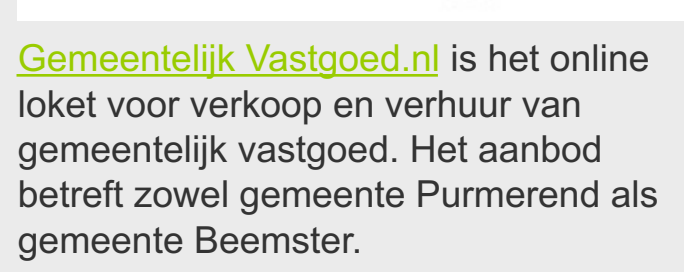 Gemeentelijk Vastgoed.nl is het online
loket voor verkoop en verhuur van
gemeentelijk vastgoed. Het aanbod
betreft zowel gemeente Purmerend als
gemeente Beemster.